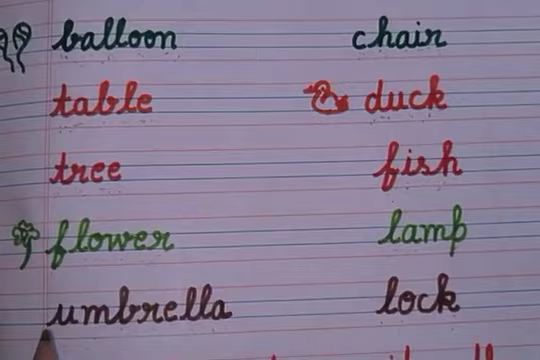 balloon chair
table duck
tree fish
flower lamp
umbrella lock